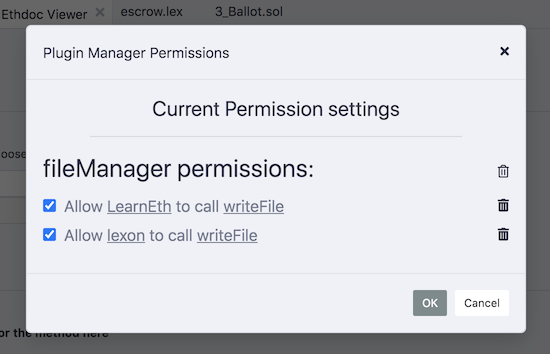 Ethdoc Viewer × escrow.lex 3_Ballot.sol
Plugin Manager Permissions ×
Current Permission settings
oose
fileManager permissions:
Allow LearnEth to call writeFile
Allow lexon to call writeFile
OK Cancel
or the method here